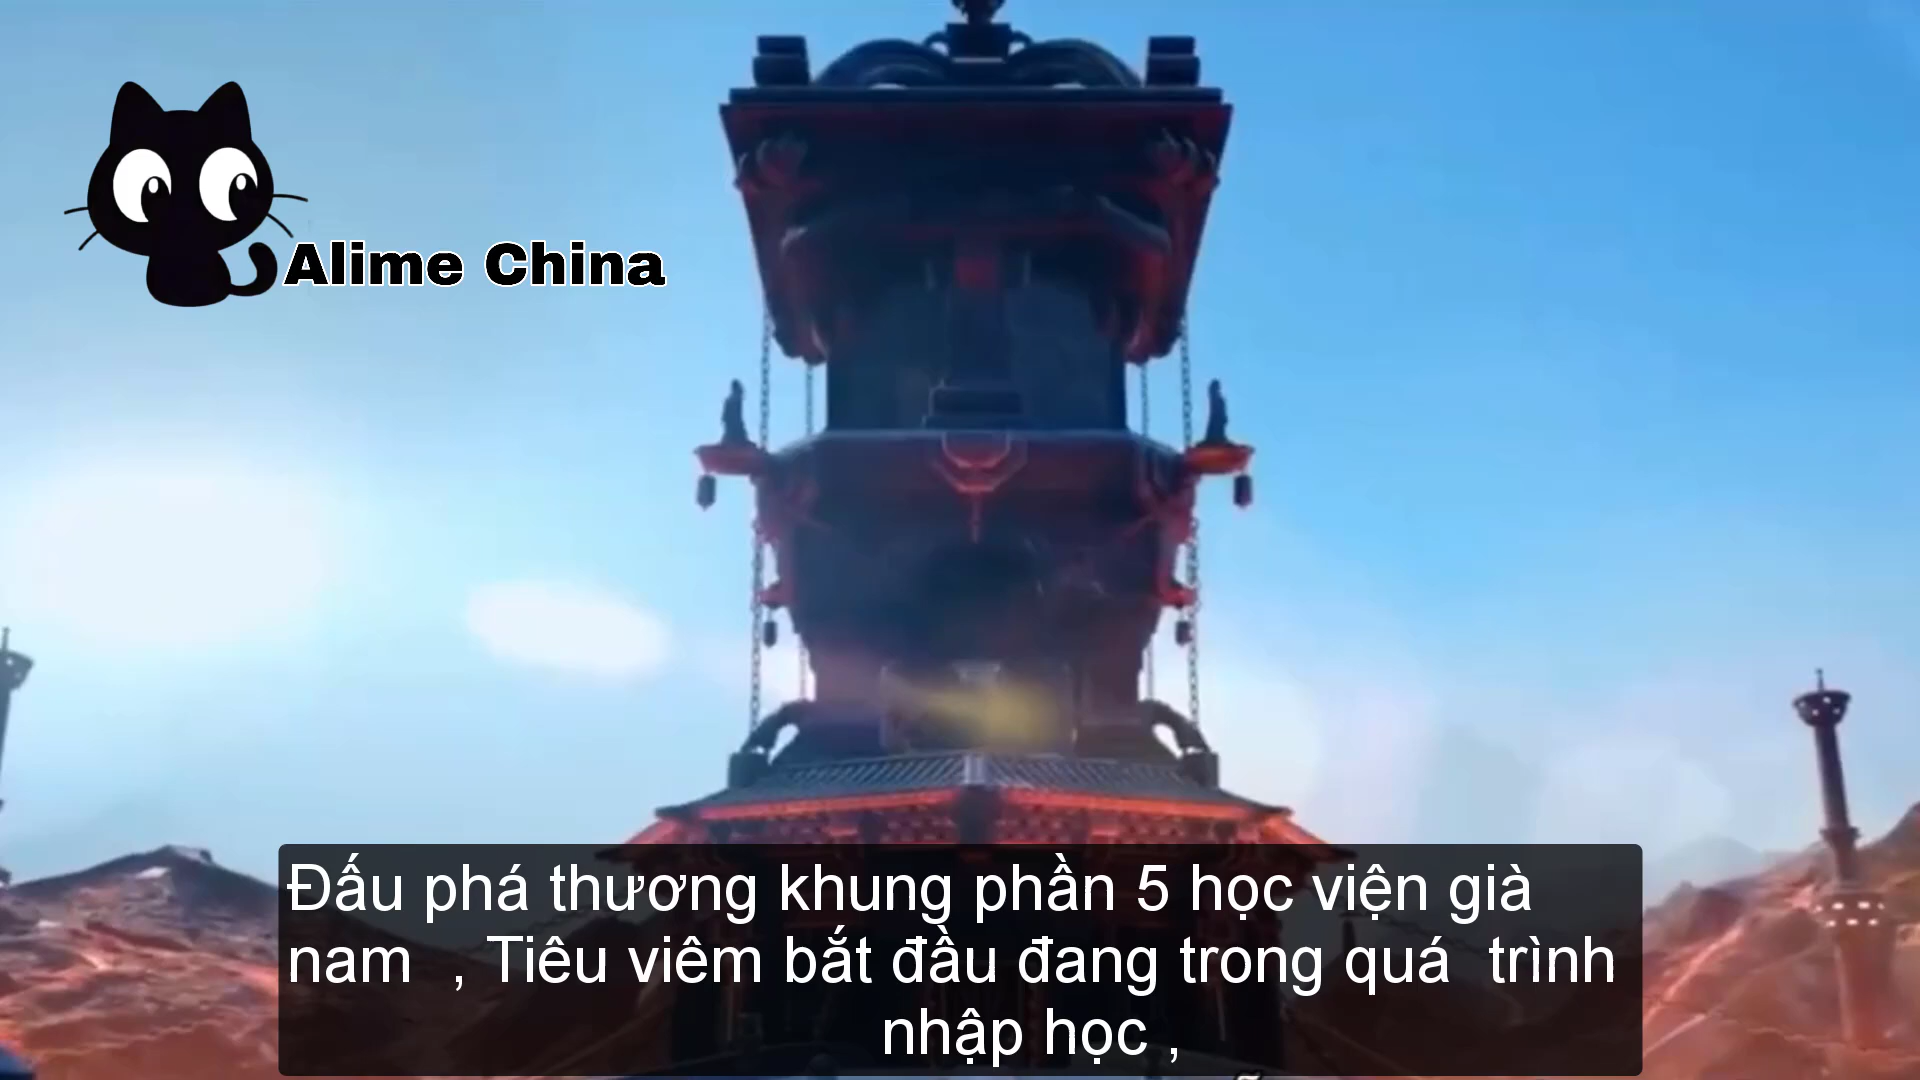 Alime China
Đấu phá thương khung phần 5 học viện già
nam , Tiêu viêm bắt đầu đang trong quá trình
nhập học ,